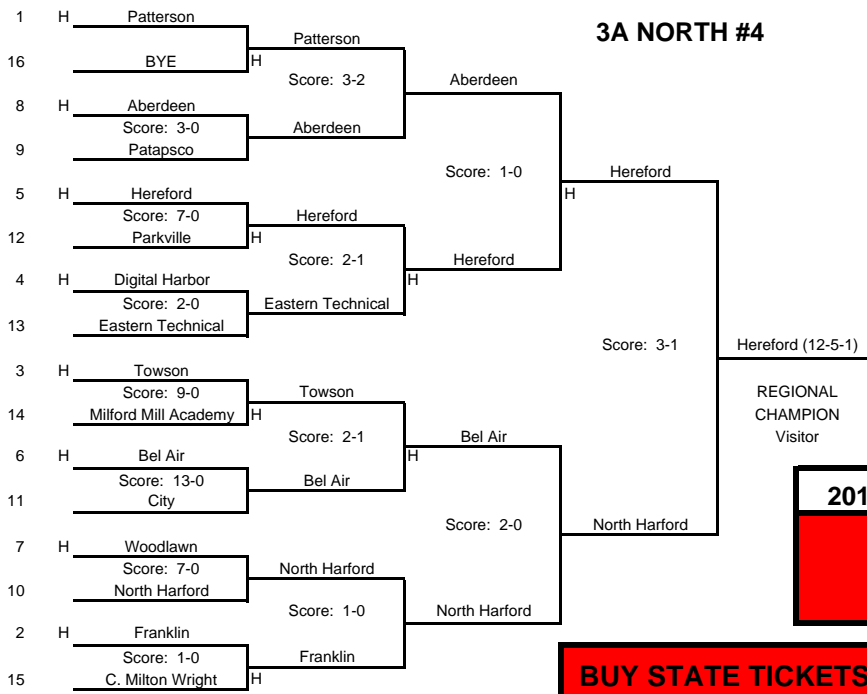 3A NORTH #4
1 H Patterson
Patterson
16 BYE H
Score: 3-2
Aberdeen
8 H Aberdeen
Score: 3-0
Aberdeen
9 Patapsco
Score: 1-0
Hereford
H
5 H Hereford
Score: 7-0
Hereford
12 Parkville H
Score: 2-1
Hereford
H
4 H Digital Harbor
Score: 2-0
Eastern Technical
13 Eastern Technical
Score: 3-1
Hereford (12-5-1)
REGIONAL
CHAMPION
Visitor
3 H Towson
Score: 9-0
Towson
14 Milford Mill Academy H
Score: 2-1
Bel Air
H
6 H Bel Air
Score: 13-0
Bel Air
11 City
Score: 2-0
North Harford
7 H Woodlawn
Score: 7-0
North Harford
10 North Harford
Score: 1-0
North Harford
2 H Franklin
Score: 1-0
Franklin
15 C. Milton Wright H
201
BUY STATE TICKETS